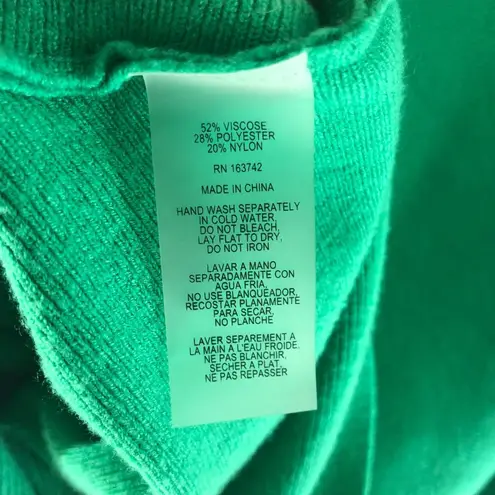 52% VISCOSE
28% POLYESTER
20% NYLON
RN 163742
MADE IN CHINA
HAND WASH SEPARATELY
IN COLD WATER,
DO NOT BLEACH,
LAY FLAT TO DRY,
DO NOT IRON
LAVAR A MANO
SEPARADAMENTE CON
AGUA FRIA,
NO USE BLANQUEADOR,
RECOSTAR PLANAMENTE
PARA SECAR,
NO PLANCHE
LAVER SEPAREMENT A
LA MAIN A L'EAU FROIDE.
NE PAS BLANCHIR,
SECHER A PLAT,
NE PAS REPASSER